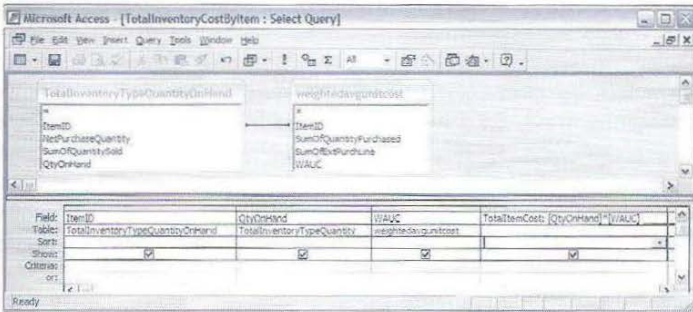 Microsoft Access - [TotalInventoryCostByItem : Select Query]
File Edit View Insert Query Tools Window Help
All
TotalInventoryTypeQuantityOnHand weightedavgunitcost
* *
ItemID ItemID
NetPurchaseQuantity SumOfQuantityPurchased
SumOfQuantitySold SumOfExtPurchLine
QtyOnHand WAUC
Field: ItemID QtyOnHand WAUC TotalItemCost: [QtyOnHand]*[WAUC]
Table: TotalInventoryTypeQuantityOnHand TotalInventoryTypeQuantity weightedavgunitcost
Sort:
Show:
Criteria:
or:
Ready